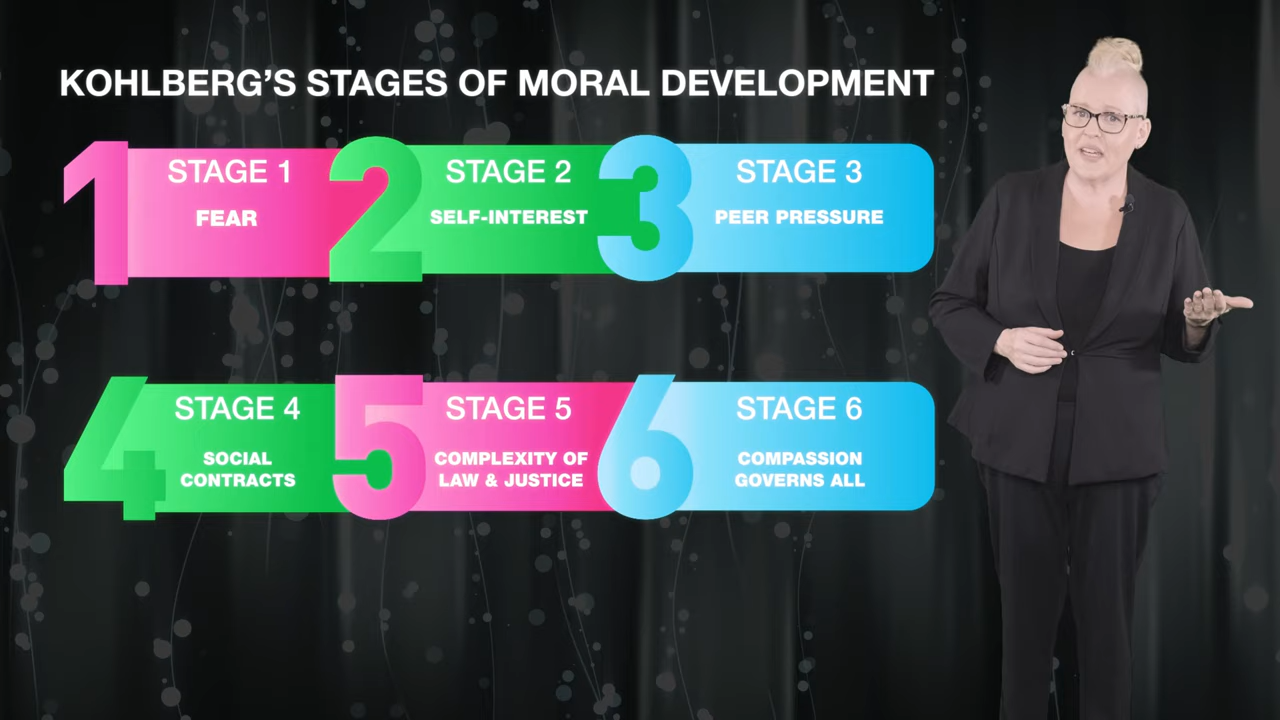 KOHLBERG'S STAGES OF MORAL DEVELOPMENT
1
STAGE 1
FEAR
2
STAGE 2
SELF-INTEREST
3
STAGE 3
PEER PRESSURE
4
STAGE 4
SOCIAL
CONTRACTS
5
STAGE 5
COMPLEXITY OF
LAW & JUSTICE
6
STAGE 6
COMPASSION
GOVERNS ALL